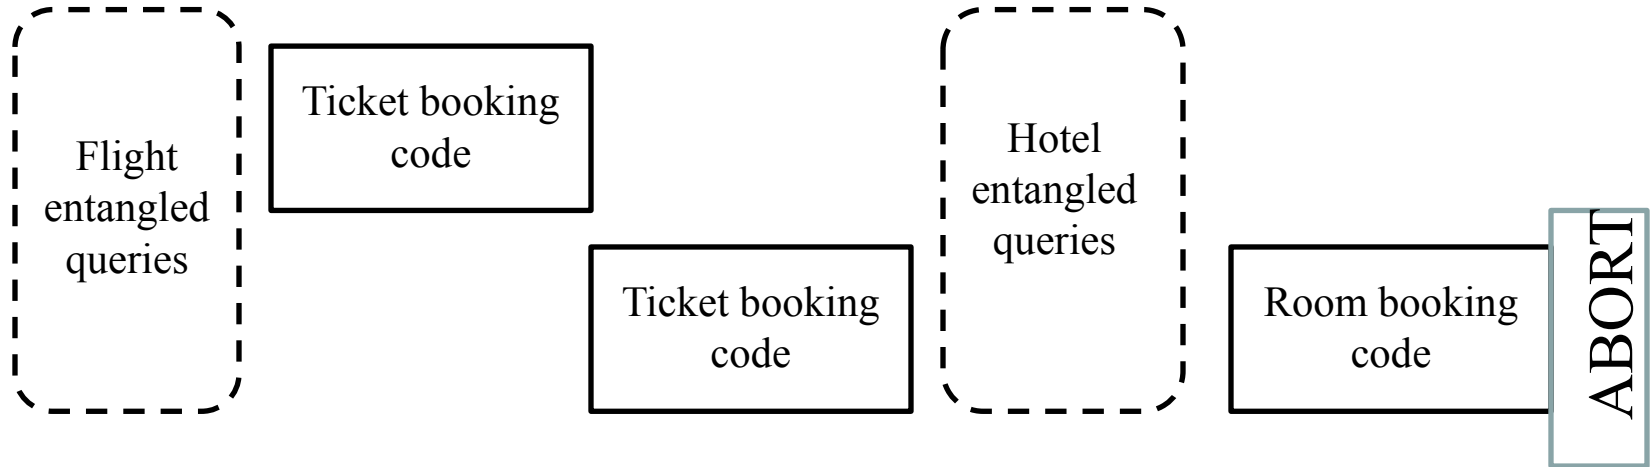 Flight
entangled
queries
Ticket booking
code
Ticket booking
code
Hotel
entangled
queries
Room booking
code
ABORT